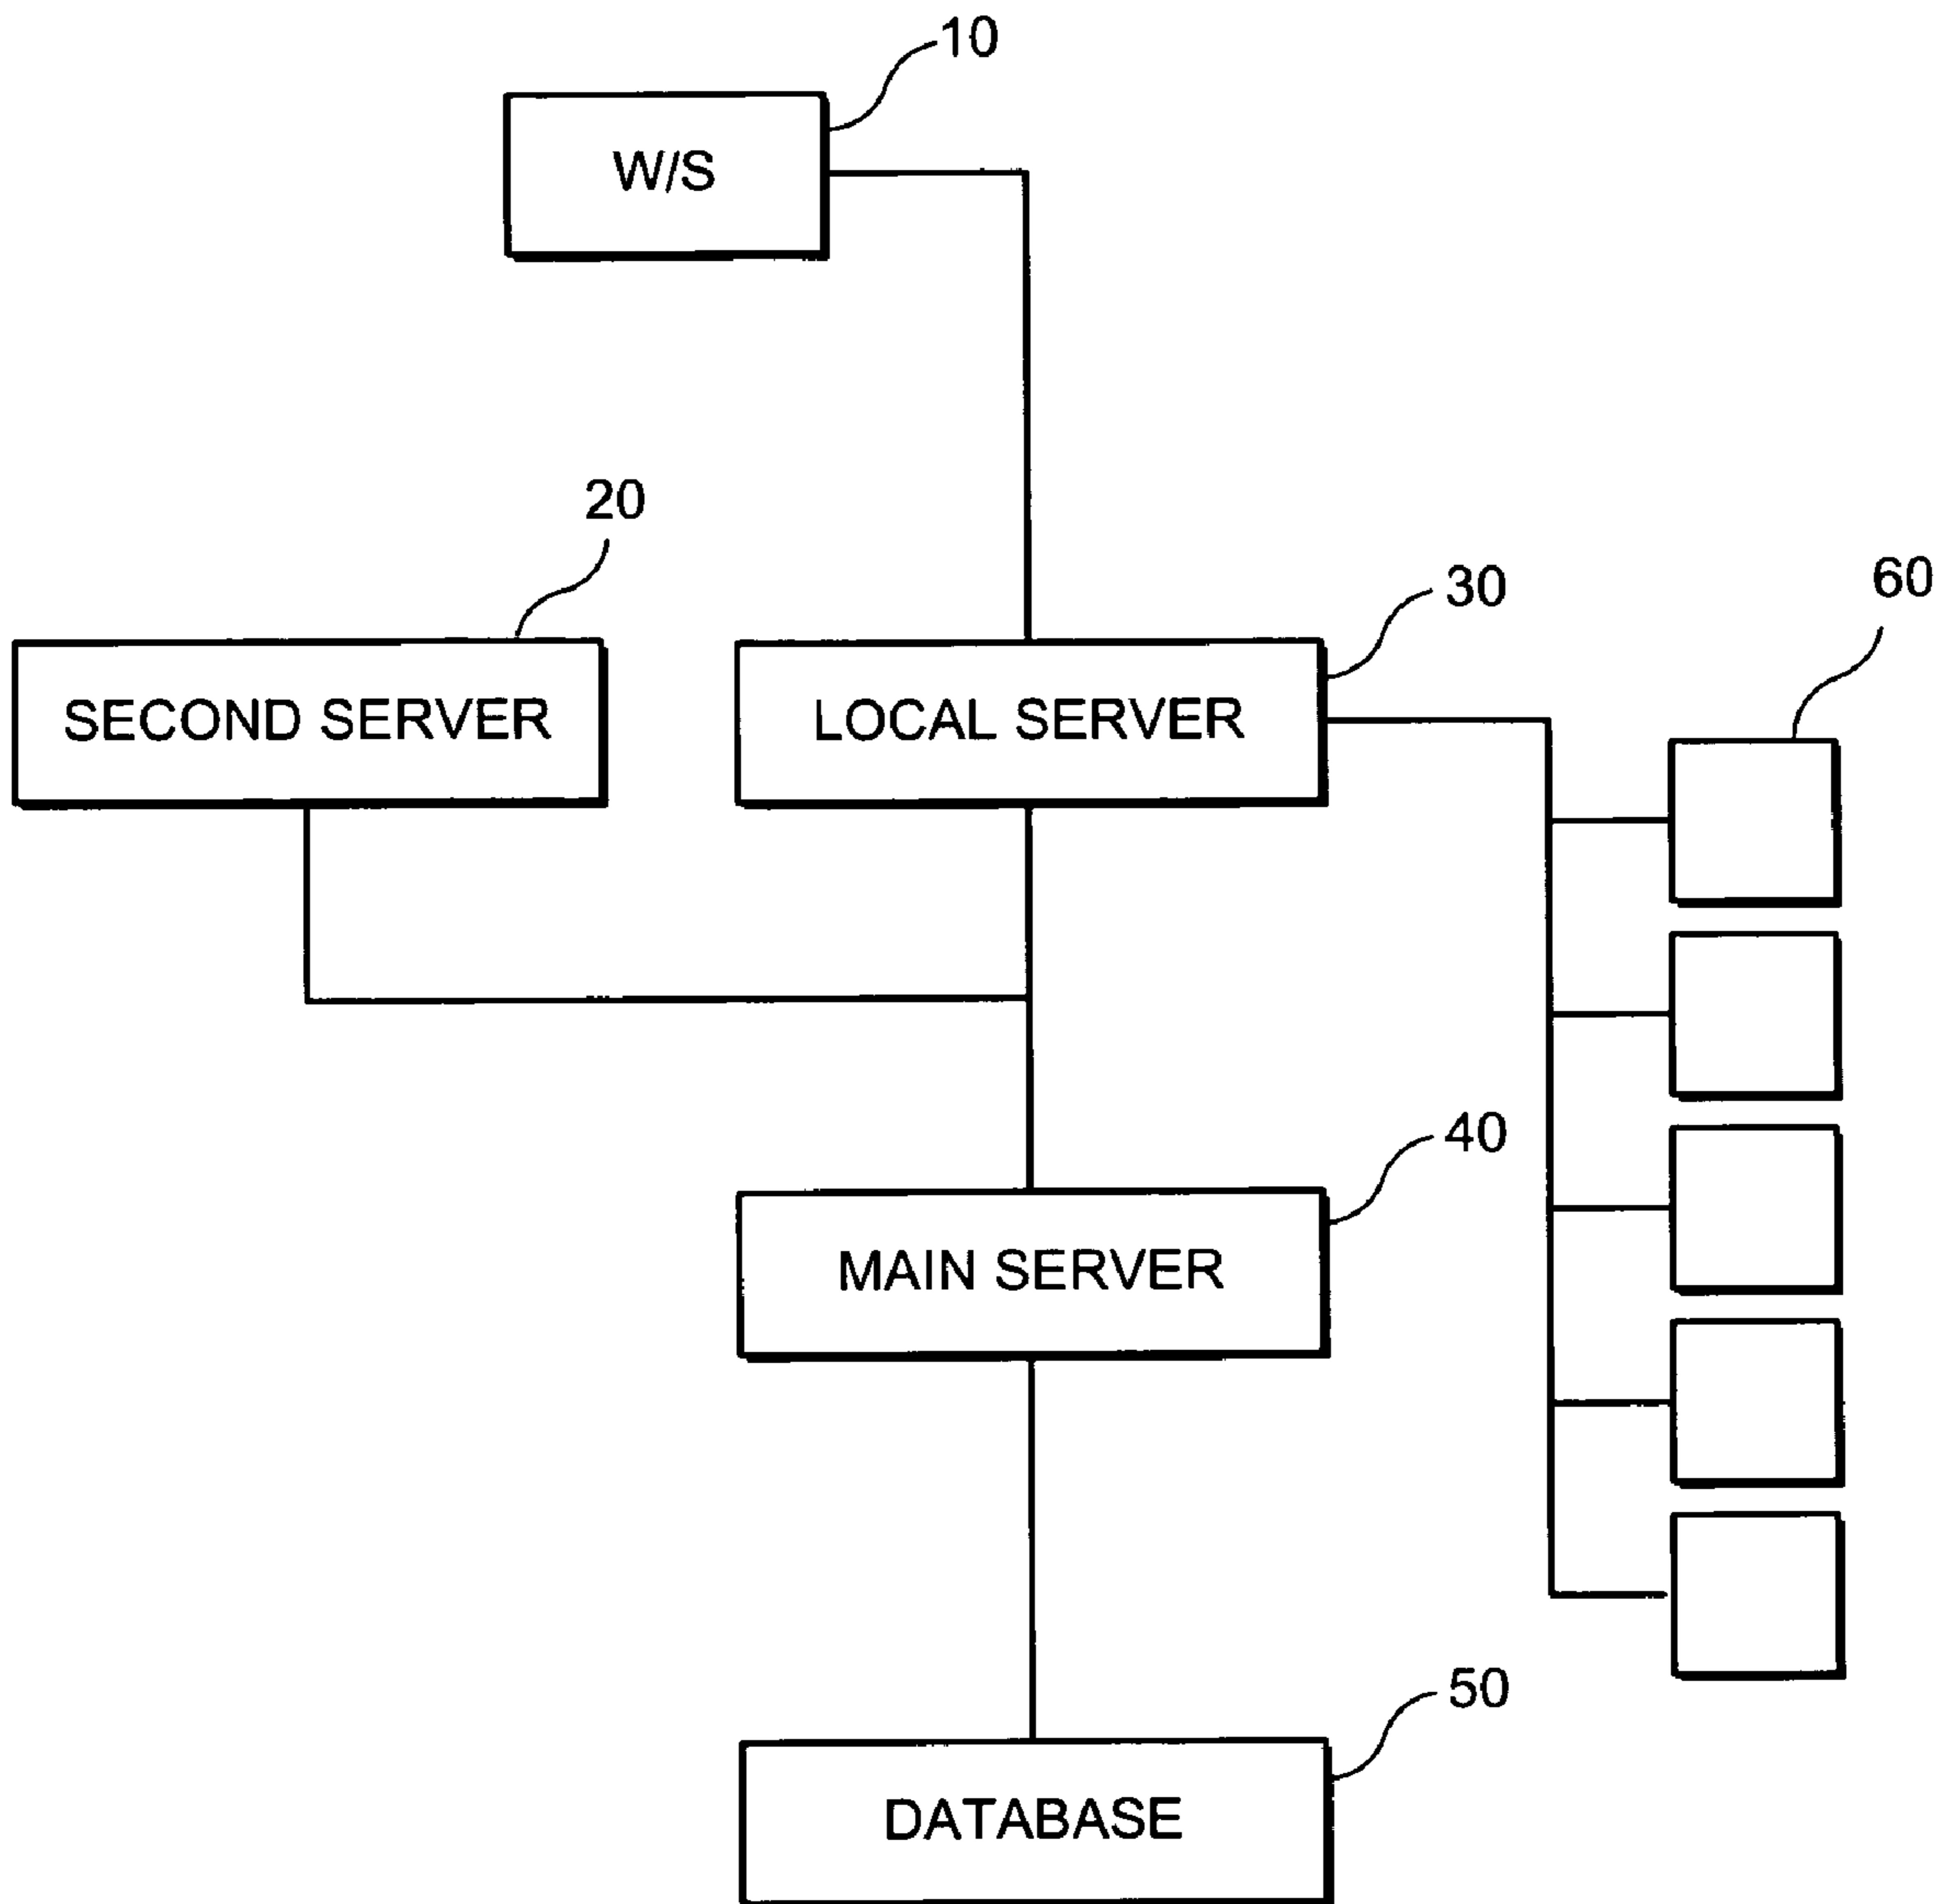 10
W/S
20
30
60
SECOND SERVER
LOCAL SERVER
40
MAIN SERVER
50
DATABASE